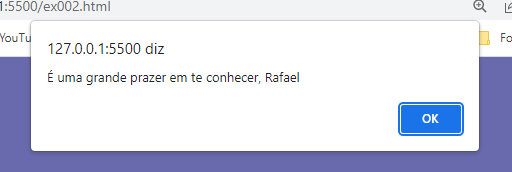 1:5500/ex002.html
YouTu
Fo
127.0.0.1:5500 diz
É uma grande prazer em te conhecer, Rafael
OK